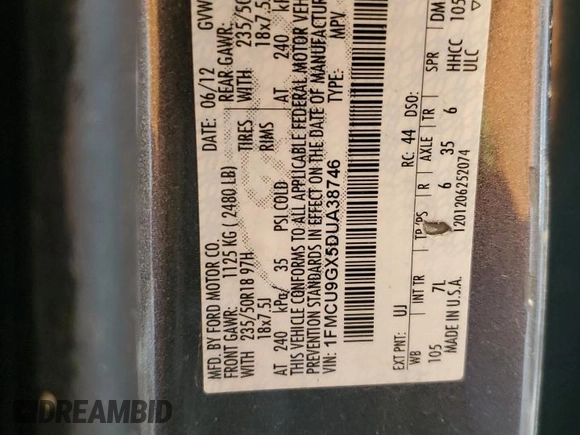 MFD. BY FORD MOTOR CO.
DATE: 06/12 GVW
FRONT GAWR: 1125 KG ( 2480 LB)
REAR GAWR:
WITH 235/50R18 97H TIRES
WITH 235/50
18x7.5J RIMS
18x7.5
AT 240 kPa/ 35 PSI COLD
AT 240 k
THIS VEHICLE CONFORMS TO ALL APPLICABLE FEDERAL MOTOR VEH
PREVENTION STANDARDS IN EFFECT ON THE DATE OF MANUFACTURE
VIN: 1FMCU9GX5DUA38746 TYPE: MPV
EXT PNT: UJ RC: 44 DSO:
WB INT TR TP/PS R AXLE TR SPR DM
105 7L 6 35 6 HHCC 105
MADE IN U.S.A. 1201206252074 ULC
DREAMBID